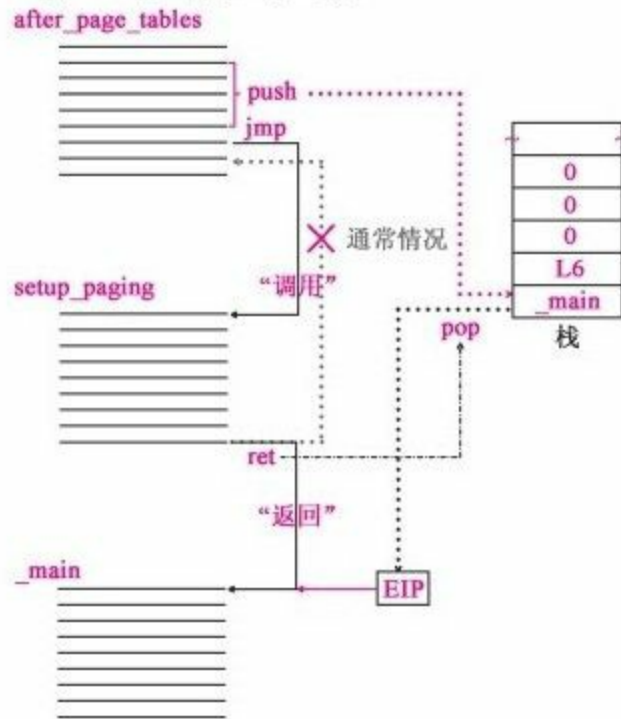 after_page_tables
push
jmp
通常情况
0
0
0
L6
_main
栈
setup_paging
“调用”
pop
ret
“返回”
_main
EIP